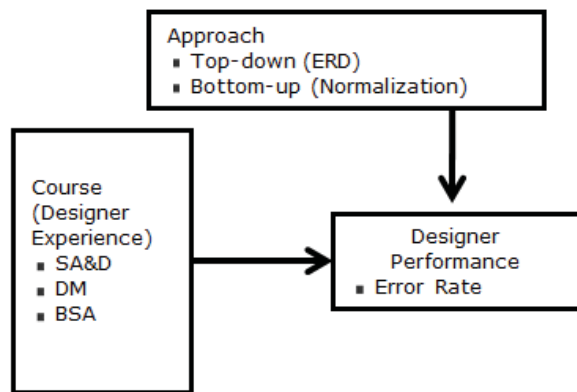 Approach
▪ Top-down (ERD)
▪ Bottom-up (Normalization)
Course
(Designer
Experience)
▪ SA&D
▪ DM
▪ BSA
Designer
Performance
▪ Error Rate